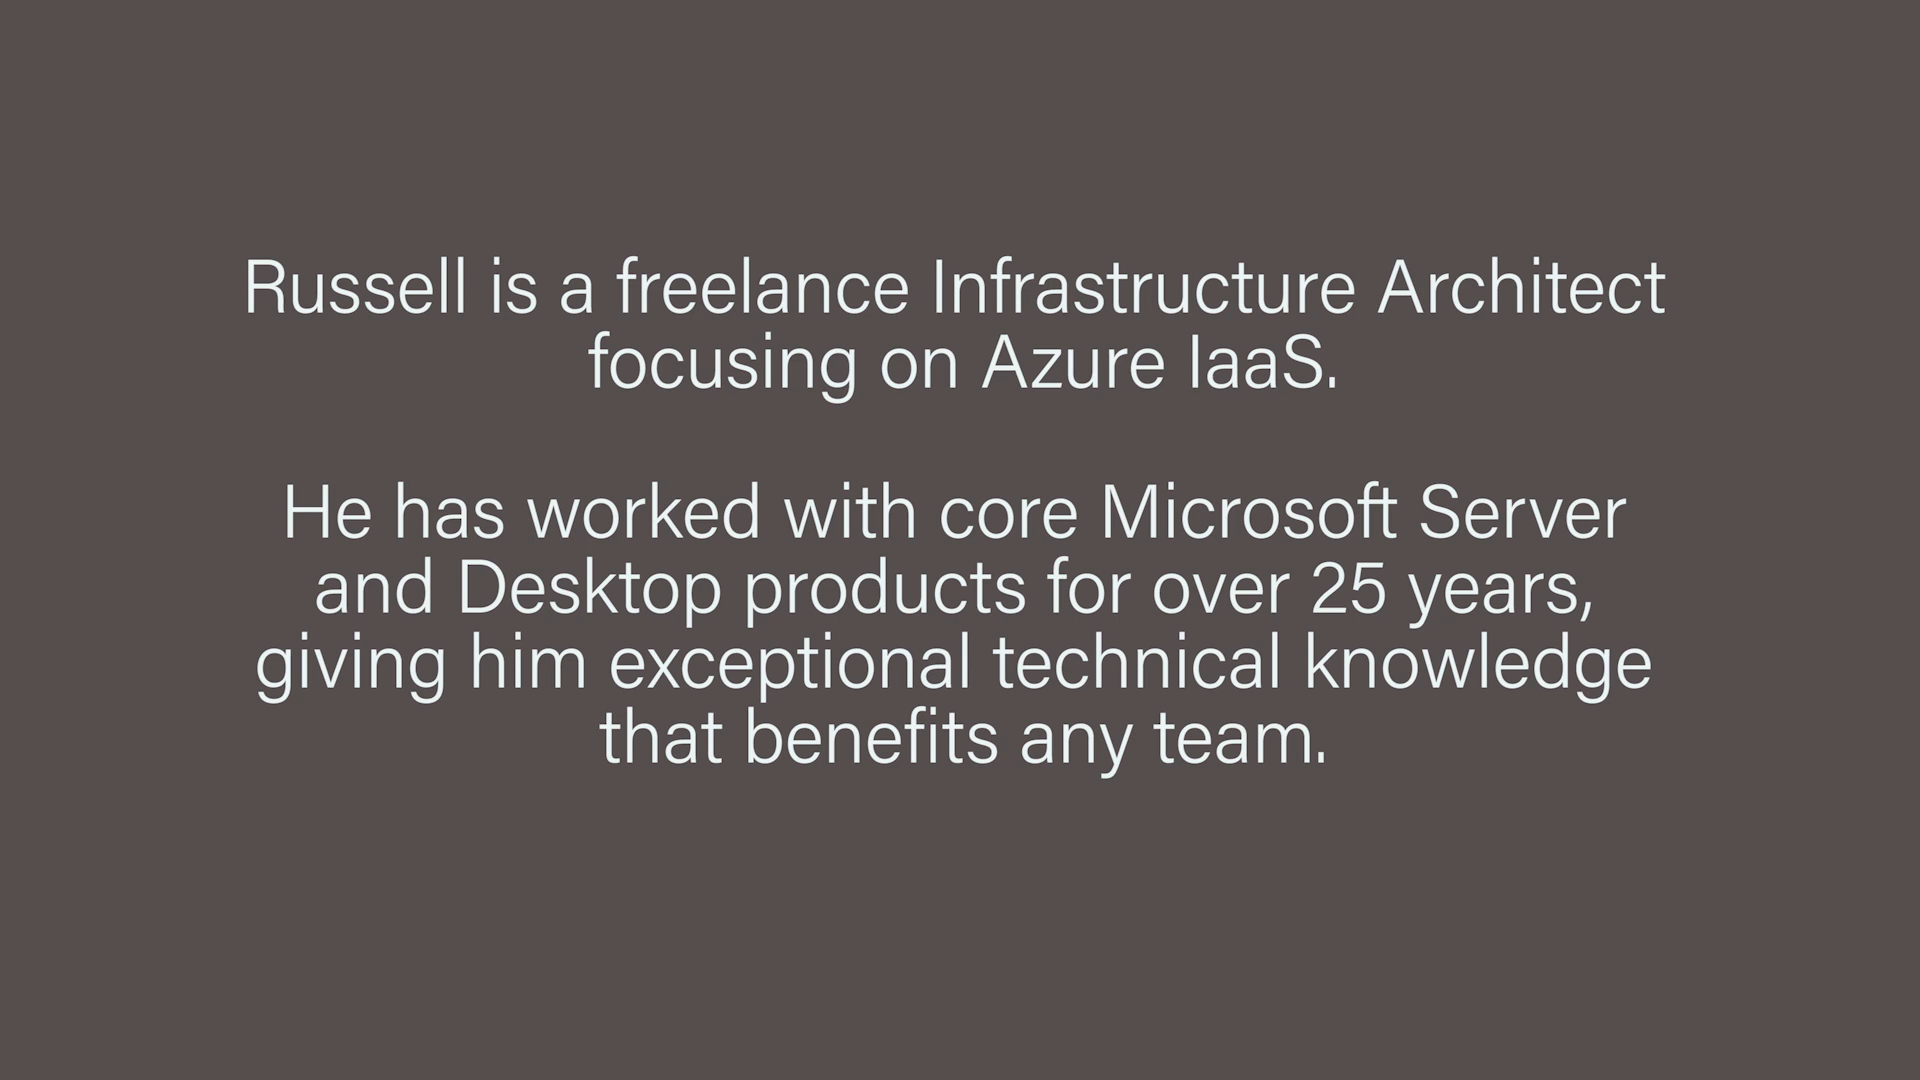 Russell is a freelance Infrastructure Architect
focusing on Azure IaaS.
He has worked with core Microsoft Server
and Desktop products for over 25 years,
giving him exceptional technical knowledge
that benefits any team.